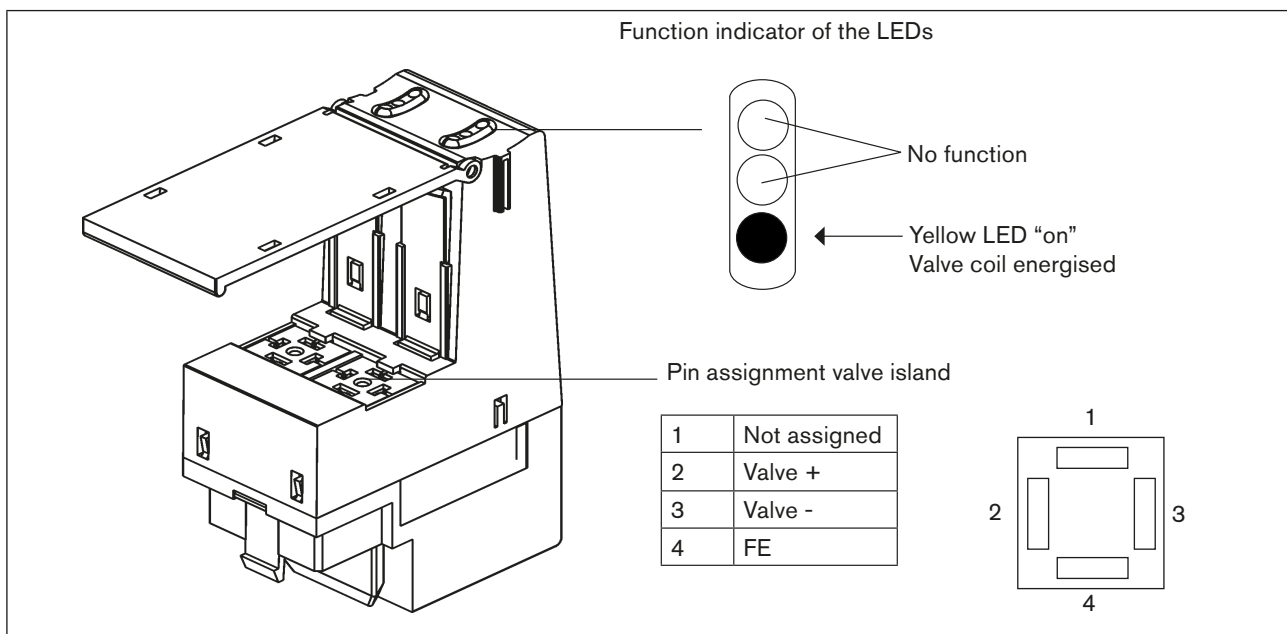 Function indicator of the LEDs
No function
Yellow LED “on”
Valve coil energised
Pin assignment valve island
1 Not assigned
2 Valve +
3 Valve -
4 FE
1
2 3
4